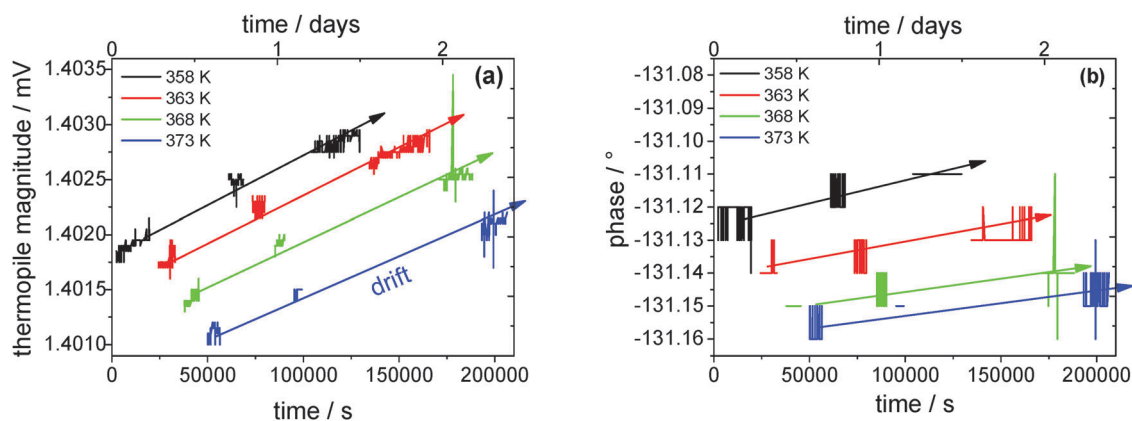 time / days
0
1
2
thermopile magnitude / mV
1.4035
1.4030
1.4025
1.4020
1.4015
1.4010
358 K
363 K
368 K
373 K
(a)
drift
0
50000
100000
150000
200000
time / s
time / days
0
1
2
phase / °
-131.08
-131.09
-131.10
-131.11
-131.12
-131.13
-131.14
-131.15
-131.16
358 K
363 K
368 K
373 K
(b)
0
50000
100000
150000
200000
time / s